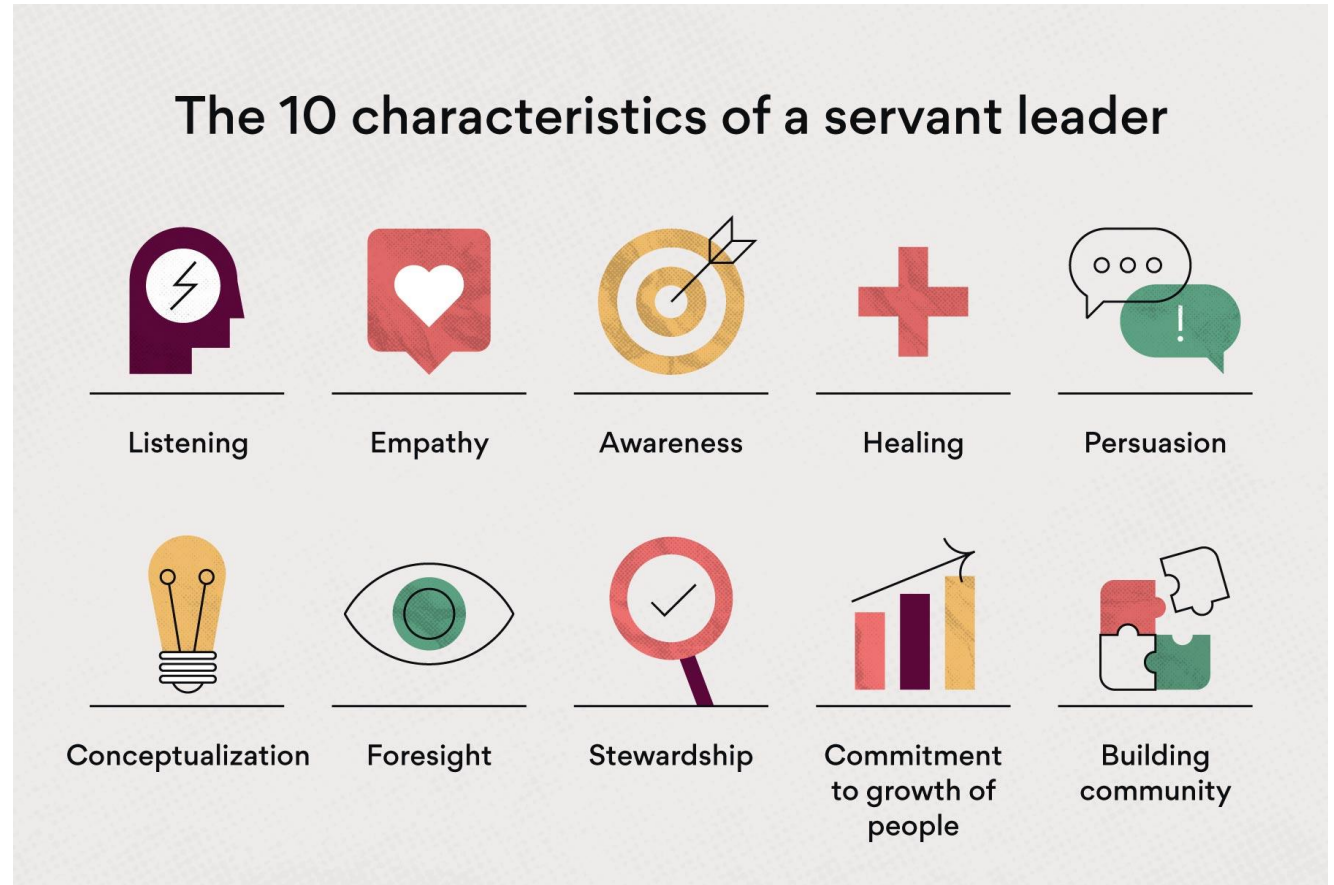 The 10 characteristics of a servant leader
!
Listening
Empathy
Awareness
Healing
Persuasion
Conceptualization
Foresight
Stewardship
Commitment
to growth of
people
Building
community